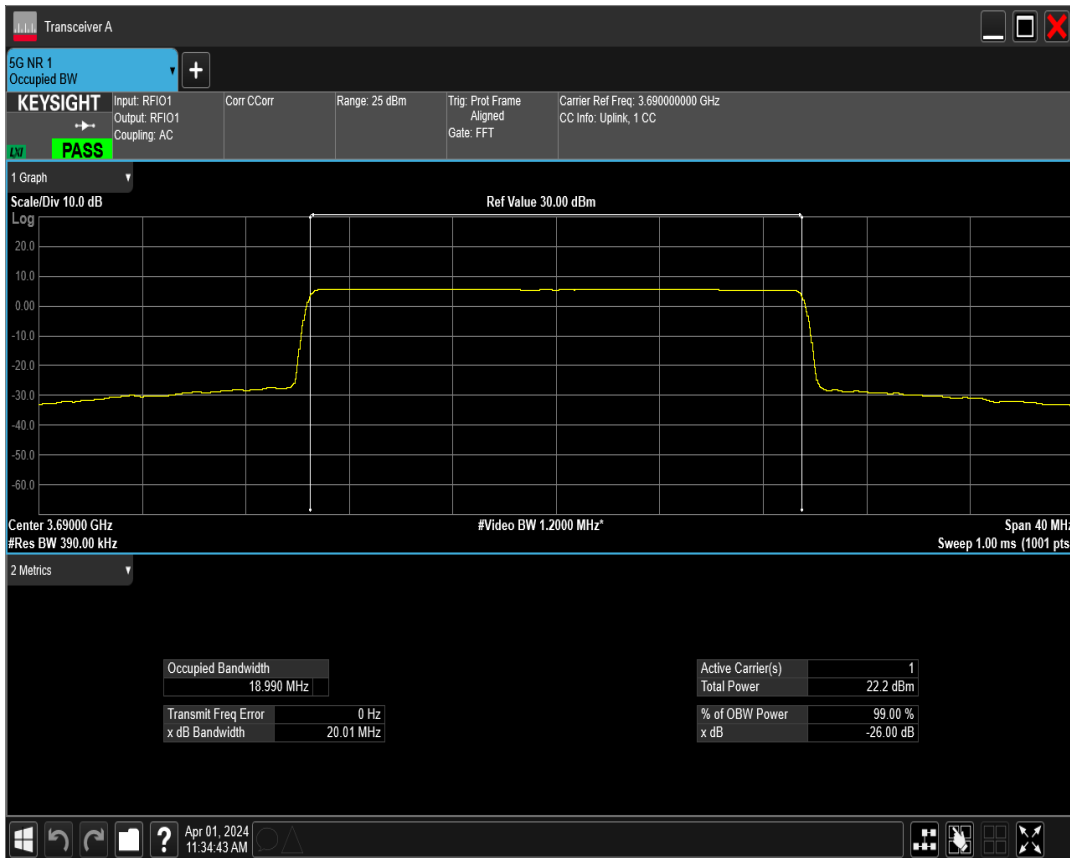 Transceiver A
5G NR 1
Occupied BW
+
KEYSIGHT
LXI
PASS
Input: RFIO1
Output: RFIO1
Coupling: AC
Corr CCorr
Range: 25 dBm
Trig: Prot Frame
Aligned
Gate: FFT
Carrier Ref Freq: 3.690000000 GHz
CC Info: Uplink, 1 CC
1 Graph
Scale/Div 10.0 dB
Ref Value 30.00 dBm
Log
20.0
10.0
0.00
-10.0
-20.0
-30.0
-40.0
-50.0
-60.0
Center 3.69000 GHz
#Video BW 1.2000 MHz*
Span 40 MHz
#Res BW 390.00 kHz
Sweep 1.00 ms (1001 pts
2 Metrics
Occupied Bandwidth
18.990 MHz
Transmit Freq Error 0 Hz
x dB Bandwidth 20.01 MHz
Active Carrier(s) 1
Total Power 22.2 dBm
% of OBW Power 99.00 %
x dB -26.00 dB
?
Apr 01, 2024
11:34:43 AM